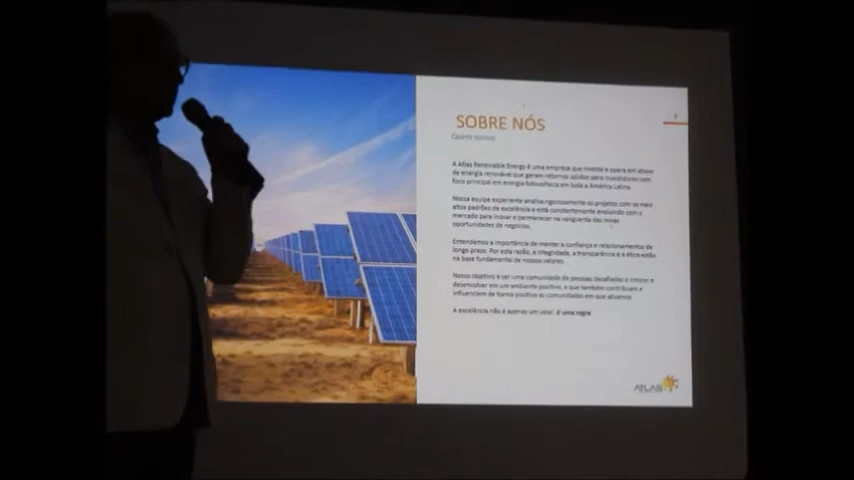 3
SOBRE NÓS
Quem somos
A Atlas Renewable Energy é uma empresa que investe e opera em ativos
de energia renovável que geram retornos sólidos para investidores com
foco principal em energia fotovoltaica em toda a América Latina.
Nossa equipe experiente analisa rigorosamente os projetos com os mais
altos padrões de excelência e está constantemente evoluindo com o
mercado para inovar e permanecer na vanguarda das novas
oportunidades de negócios.
Entendemos a importância de manter a confiança e relacionamentos de
longo prazo. Por esta razão, a integridade, a transparência e a ética estão
na base fundamental de nossos valores.
Nosso objetivo é ser uma comunidade de pessoas desafiadas a crescer e
desenvolver em um ambiente positivo, e que também contribuam e
influenciem de forma positiva as comunidades em que atuamos.
A excelência não é apenas um valor, é uma regra
ATLAS